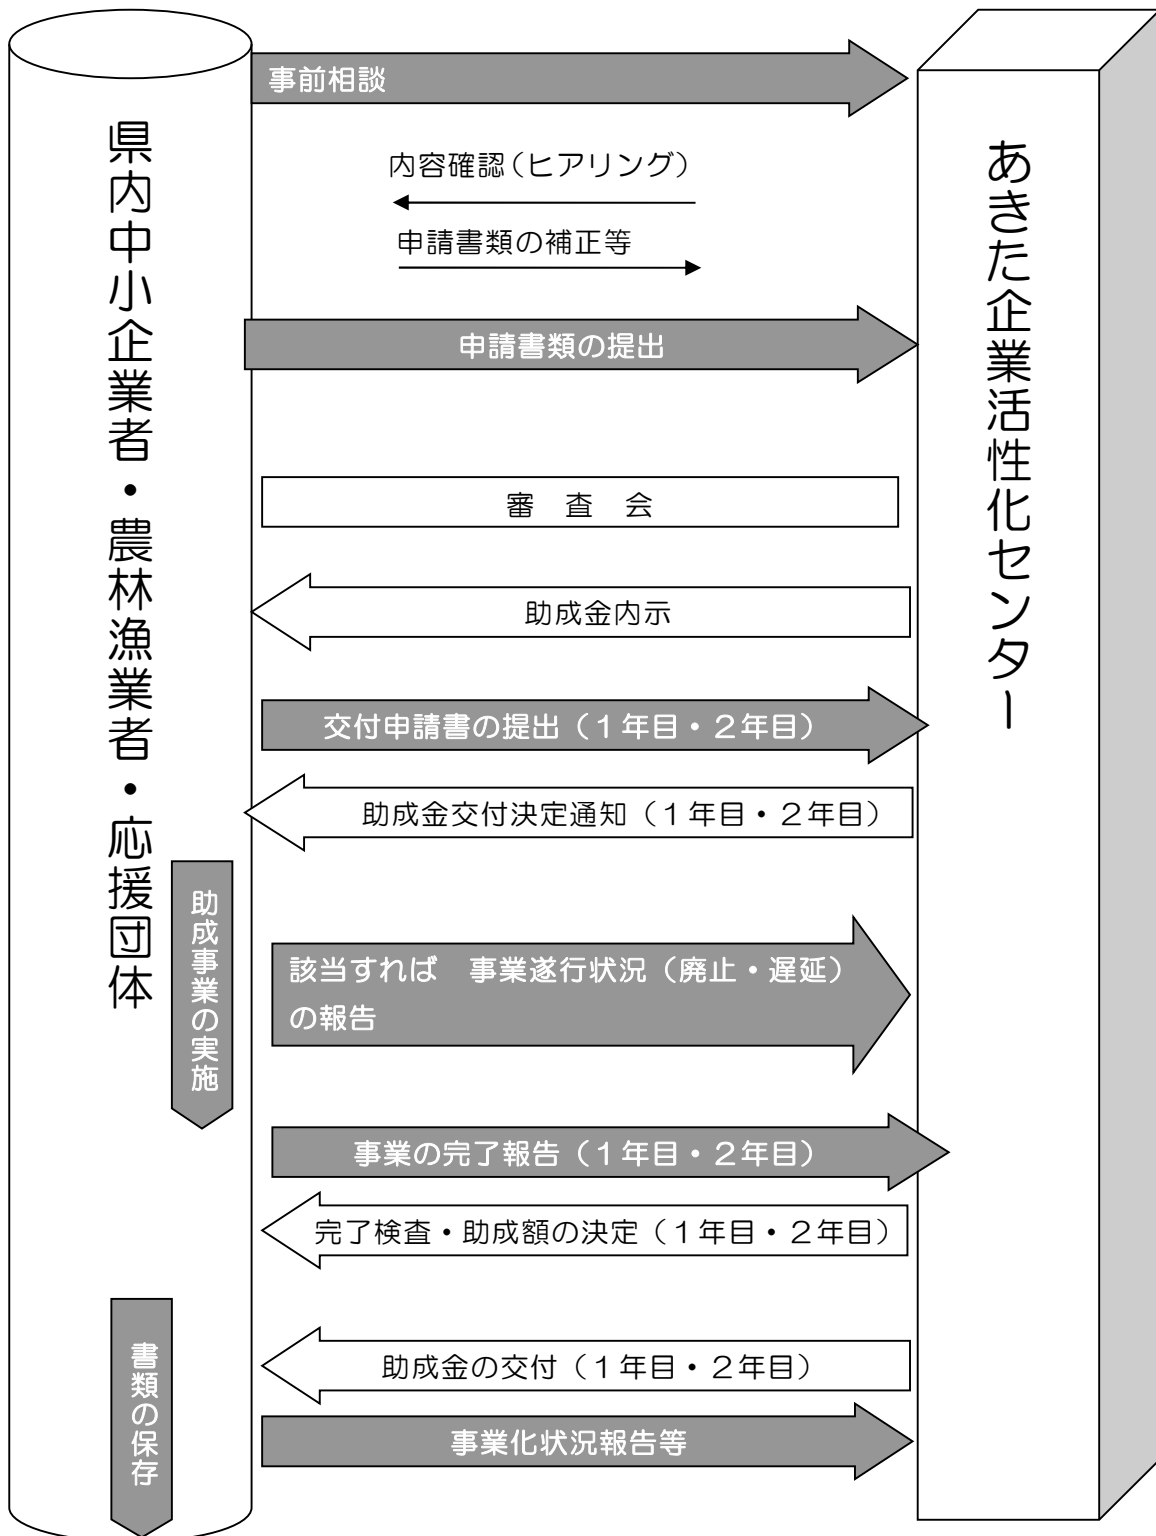 県内中小企業者・農林漁業者・応援団体
あきた企業活性化センター
事前相談
内容確認（ヒアリング）
申請書類の補正等
申請書類の提出
審　査　会
助成金内示
交付申請書の提出（１年目・２年目）
助成金交付決定通知（１年目・２年目）
助成事業の実施
該当すれば　事業遂行状況（廃止・遅延）
の報告
事業の完了報告（１年目・２年目）
完了検査・助成額の決定（１年目・２年目）
書類の保存
助成金の交付（１年目・２年目）
事業化状況報告等